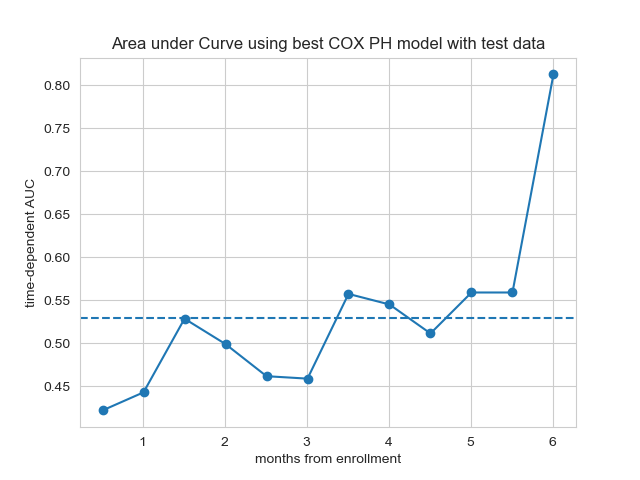 Area under Curve using best COX PH model with test data
time-dependent AUC
0.80
0.75
0.70
0.65
0.60
0.55
0.50
0.45
1 2 3 4 5 6
months from enrollment